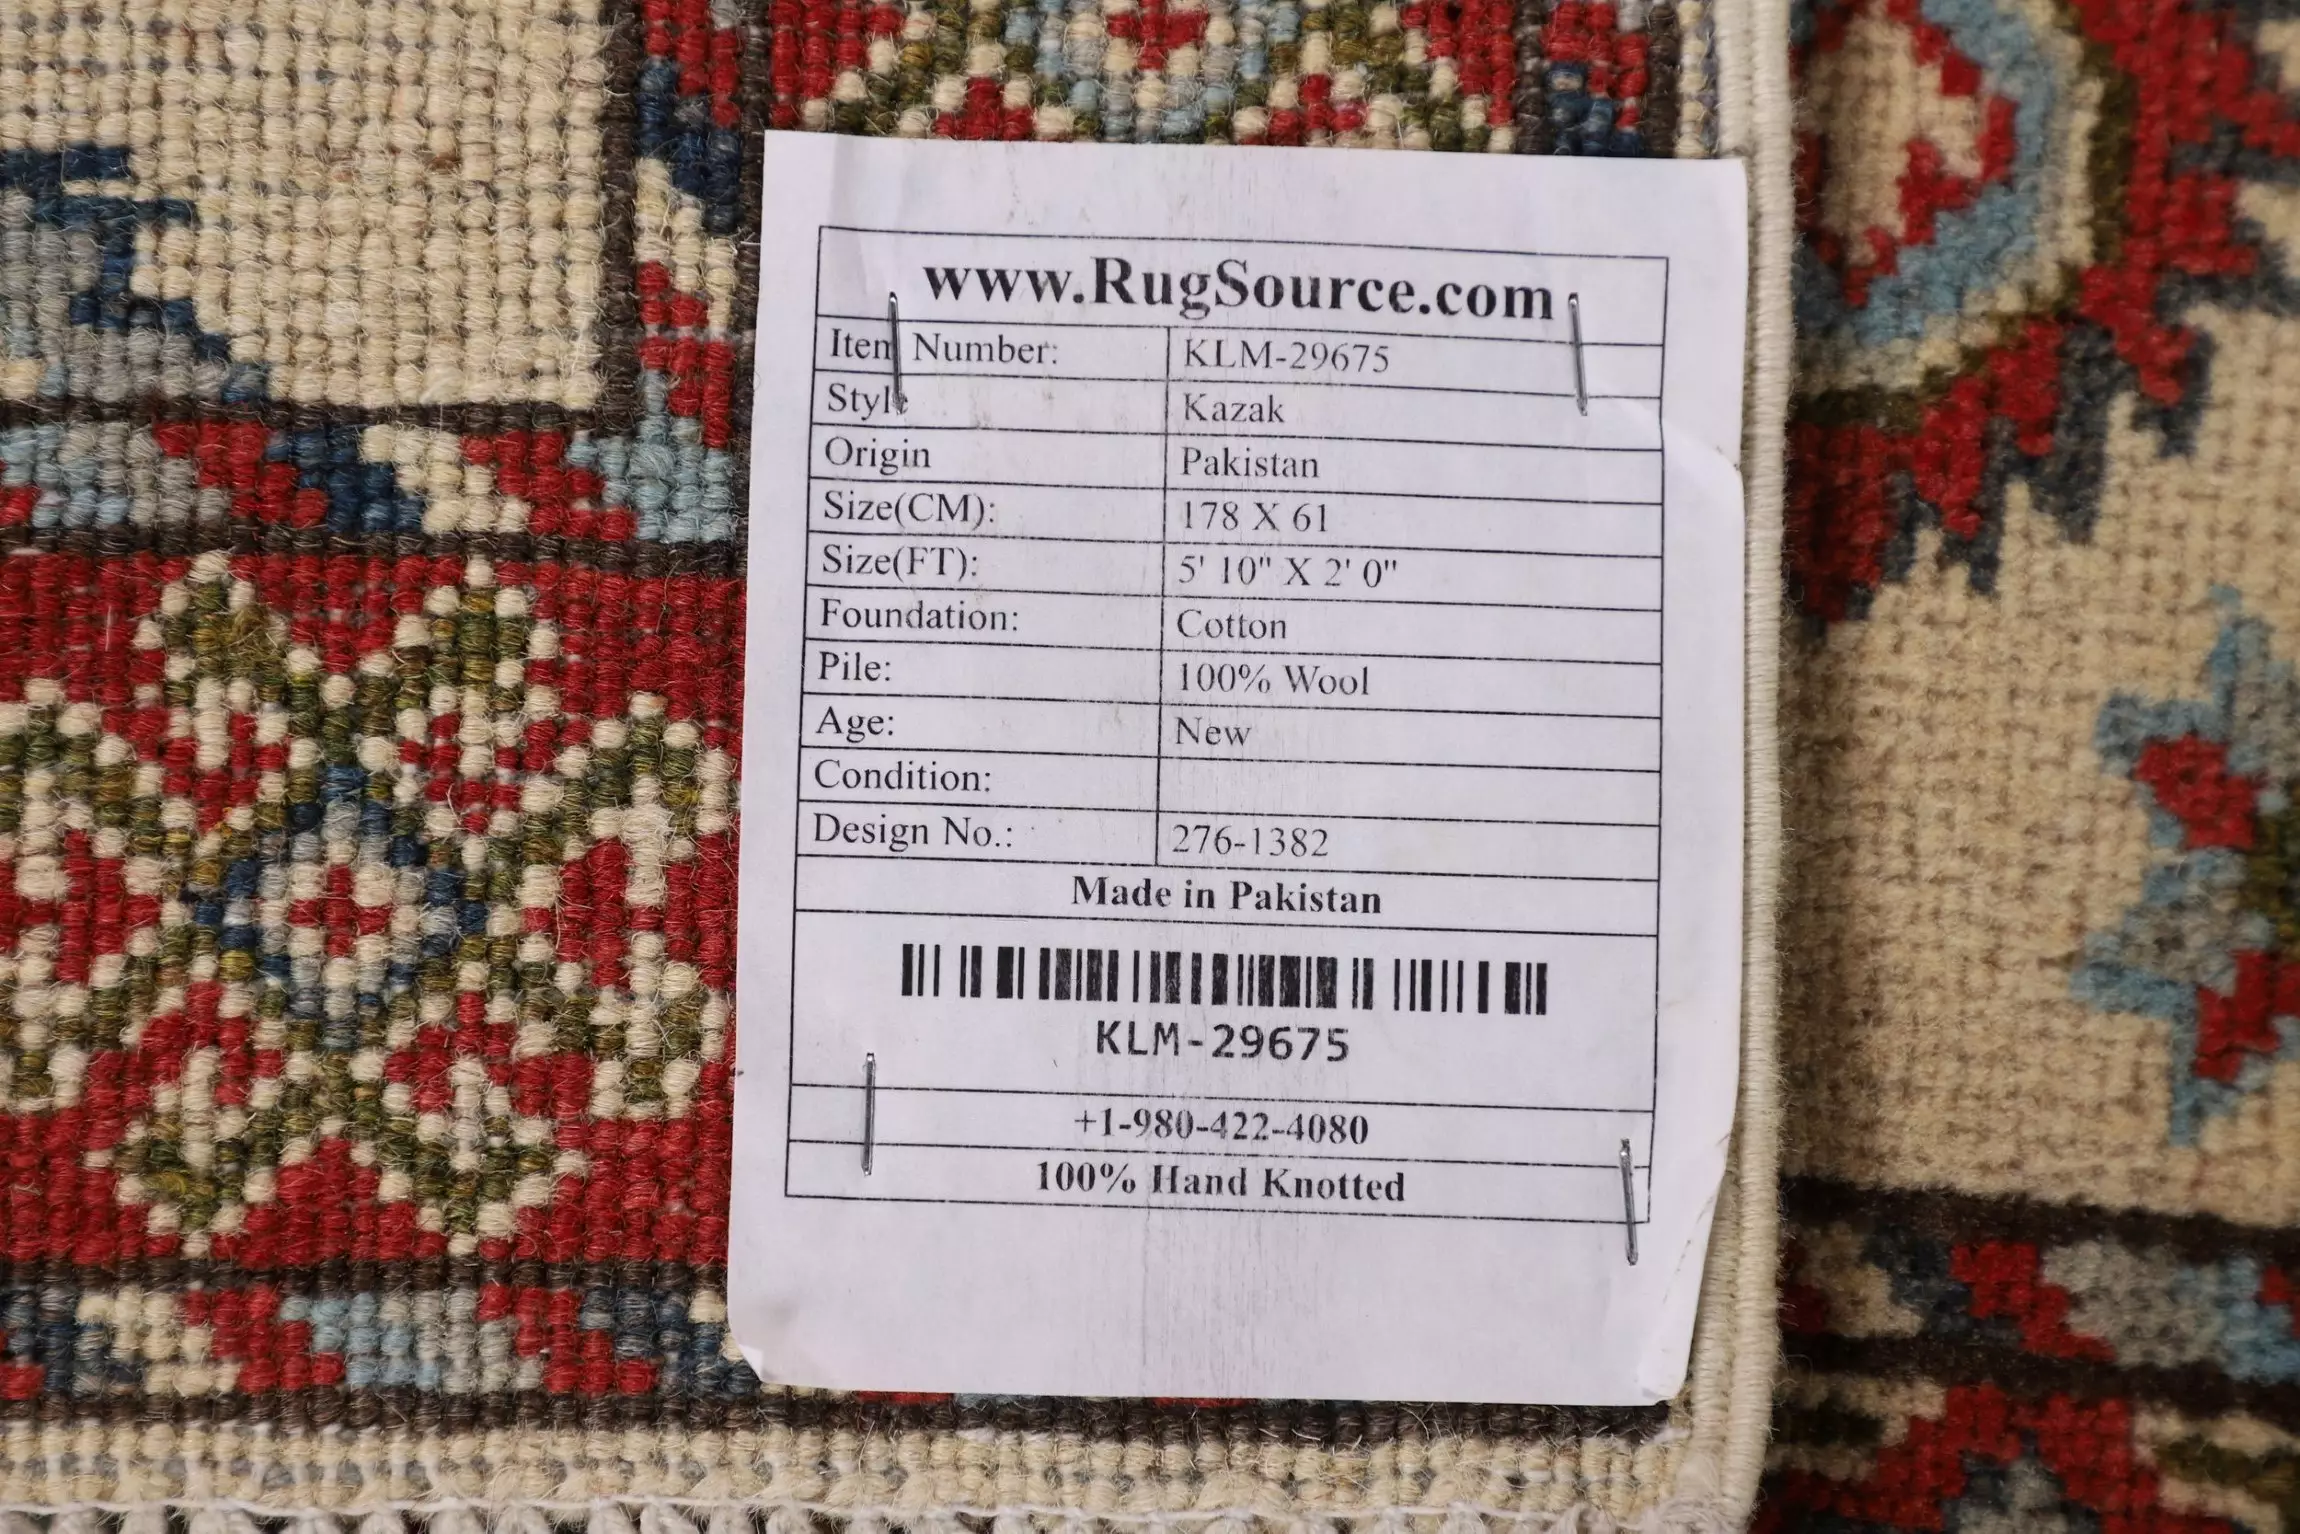 www.RugSource.com
Item Number: KLM-29675
Style Kazak
Origin Pakistan
Size(CM): 178 X 61
Size(FT): 5' 10" X 2' 0"
Foundation: Cotton
Pile: 100% Wool
Age: New
Condition:
Design No.: 276-1382
Made in Pakistan
KLM-29675
+1-980-422-4080
100% Hand Knotted